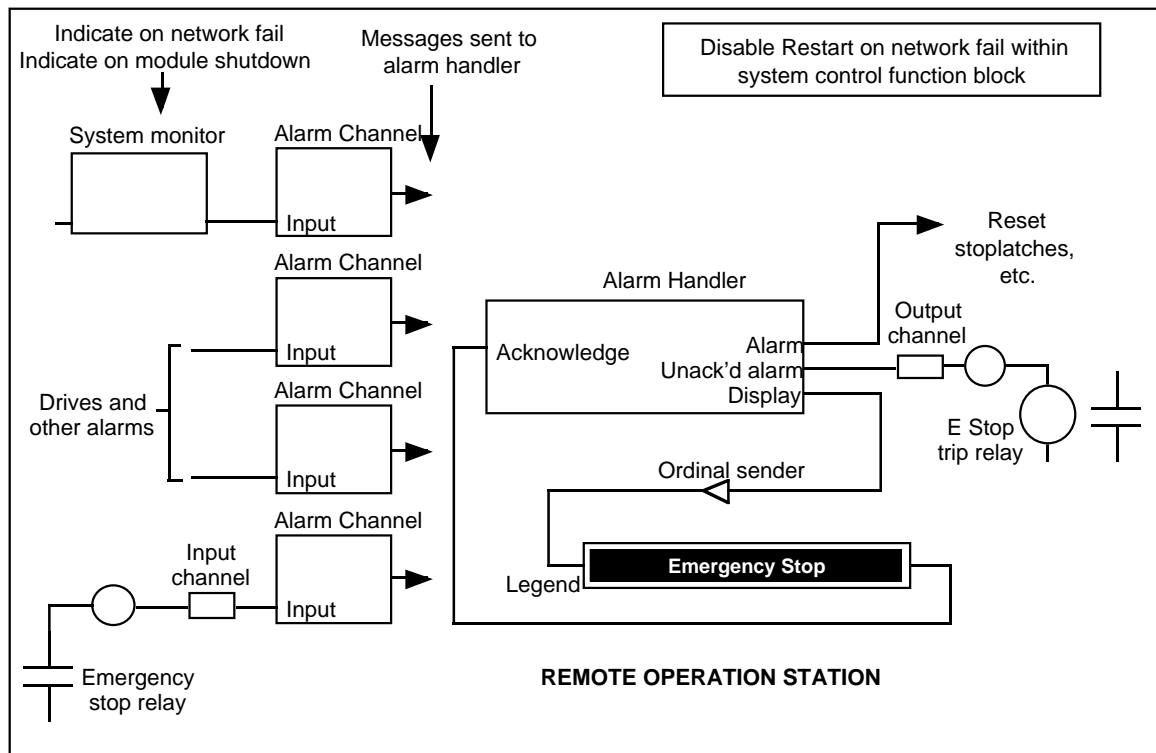 Indicate on network fail
Indicate on module shutdown
Messages sent to
alarm handler
Disable Restart on network fail within
system control function block
System monitor
Alarm Channel
Input
Alarm Channel
Input
Drives and
other alarms
Alarm Channel
Input
Alarm Channel
Input
Input
channel
Emergency
stop relay
Alarm Handler
Acknowledge
Alarm
Unack'd alarm
Display
Reset
stoplatches,
etc.
Output
channel
E Stop
trip relay
Ordinal sender
Legend
Emergency Stop
REMOTE OPERATION STATION